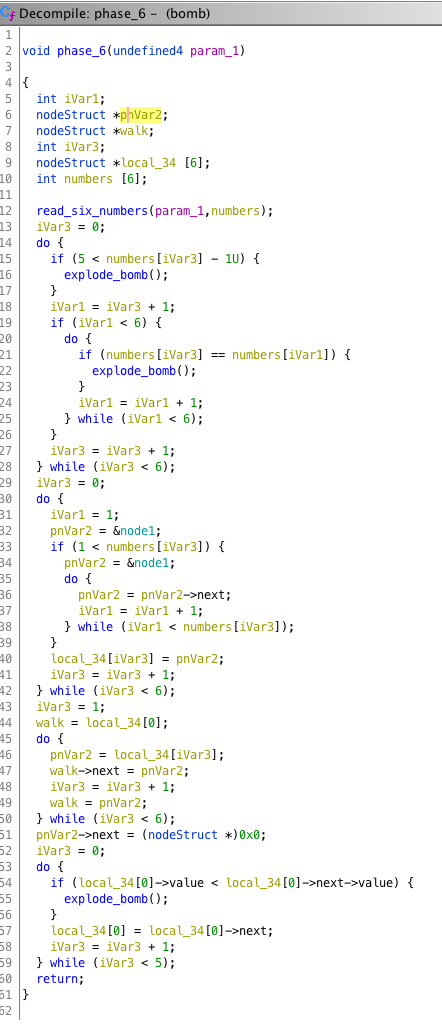 Decompile: phase_6 - (bomb)
1
2 void phase_6(undefined4 param_1)
3
4 {
5   int iVar1;
6   nodeStruct *pnVar2;
7   nodeStruct *walk;
8   int iVar3;
9   nodeStruct *local_34 [6];
10   int numbers [6];
11
12   read_six_numbers(param_1,numbers);
13   iVar3 = 0;
14   do {
15     if (5 < numbers[iVar3] - 1U) {
16       explode_bomb();
17     }
18     iVar1 = iVar3 + 1;
19     if (iVar1 < 6) {
20       do {
21         if (numbers[iVar3] == numbers[iVar1]) {
22           explode_bomb();
23         }
24         iVar1 = iVar1 + 1;
25       } while (iVar1 < 6);
26     }
27     iVar3 = iVar3 + 1;
28   } while (iVar3 < 6);
29   iVar3 = 0;
30   do {
31     iVar1 = 1;
32     pnVar2 = &node1;
33     if (1 < numbers[iVar3]) {
34       pnVar2 = &node1;
35       do {
36         pnVar2 = pnVar2->next;
37         iVar1 = iVar1 + 1;
38       } while (iVar1 < numbers[iVar3]);
39     }
40     local_34[iVar3] = pnVar2;
41     iVar3 = iVar3 + 1;
42   } while (iVar3 < 6);
43   iVar3 = 1;
44   walk = local_34[0];
45   do {
46     pnVar2 = local_34[iVar3];
47     walk->next = pnVar2;
48     iVar3 = iVar3 + 1;
49     walk = pnVar2;
50   } while (iVar3 < 6);
51   pnVar2->next = (nodeStruct *)0x0;
52   iVar3 = 0;
53   do {
54     if (local_34[0]->value < local_34[0]->next->value) {
55       explode_bomb();
56     }
57     local_34[0] = local_34[0]->next;
58     iVar3 = iVar3 + 1;
59   } while (iVar3 < 5);
60   return;
61 }
62